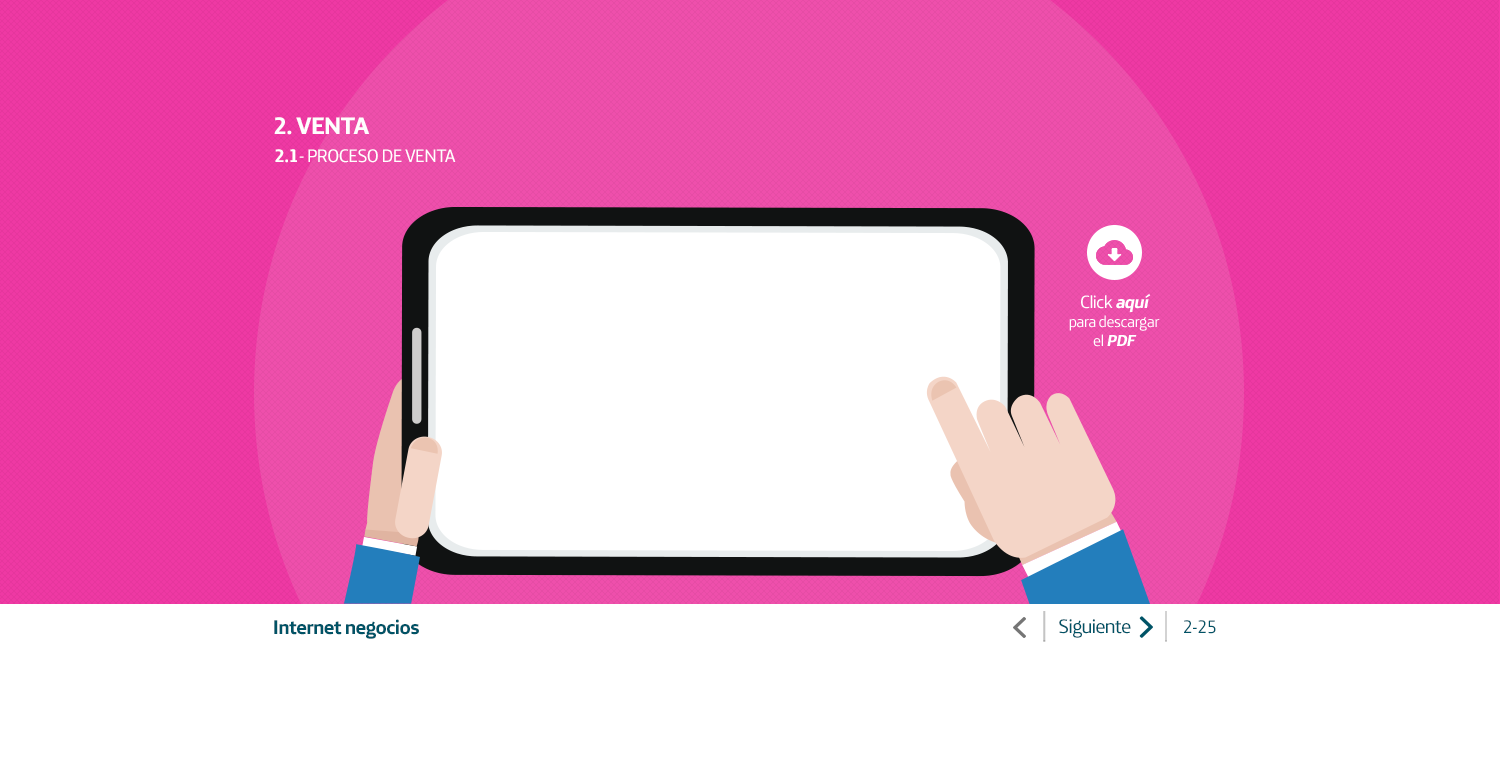 2. VENTA
2.1- PROCESO DE VENTA
Click aquí
para descargar
el PDF
Internet negocios
Siguiente
2-25